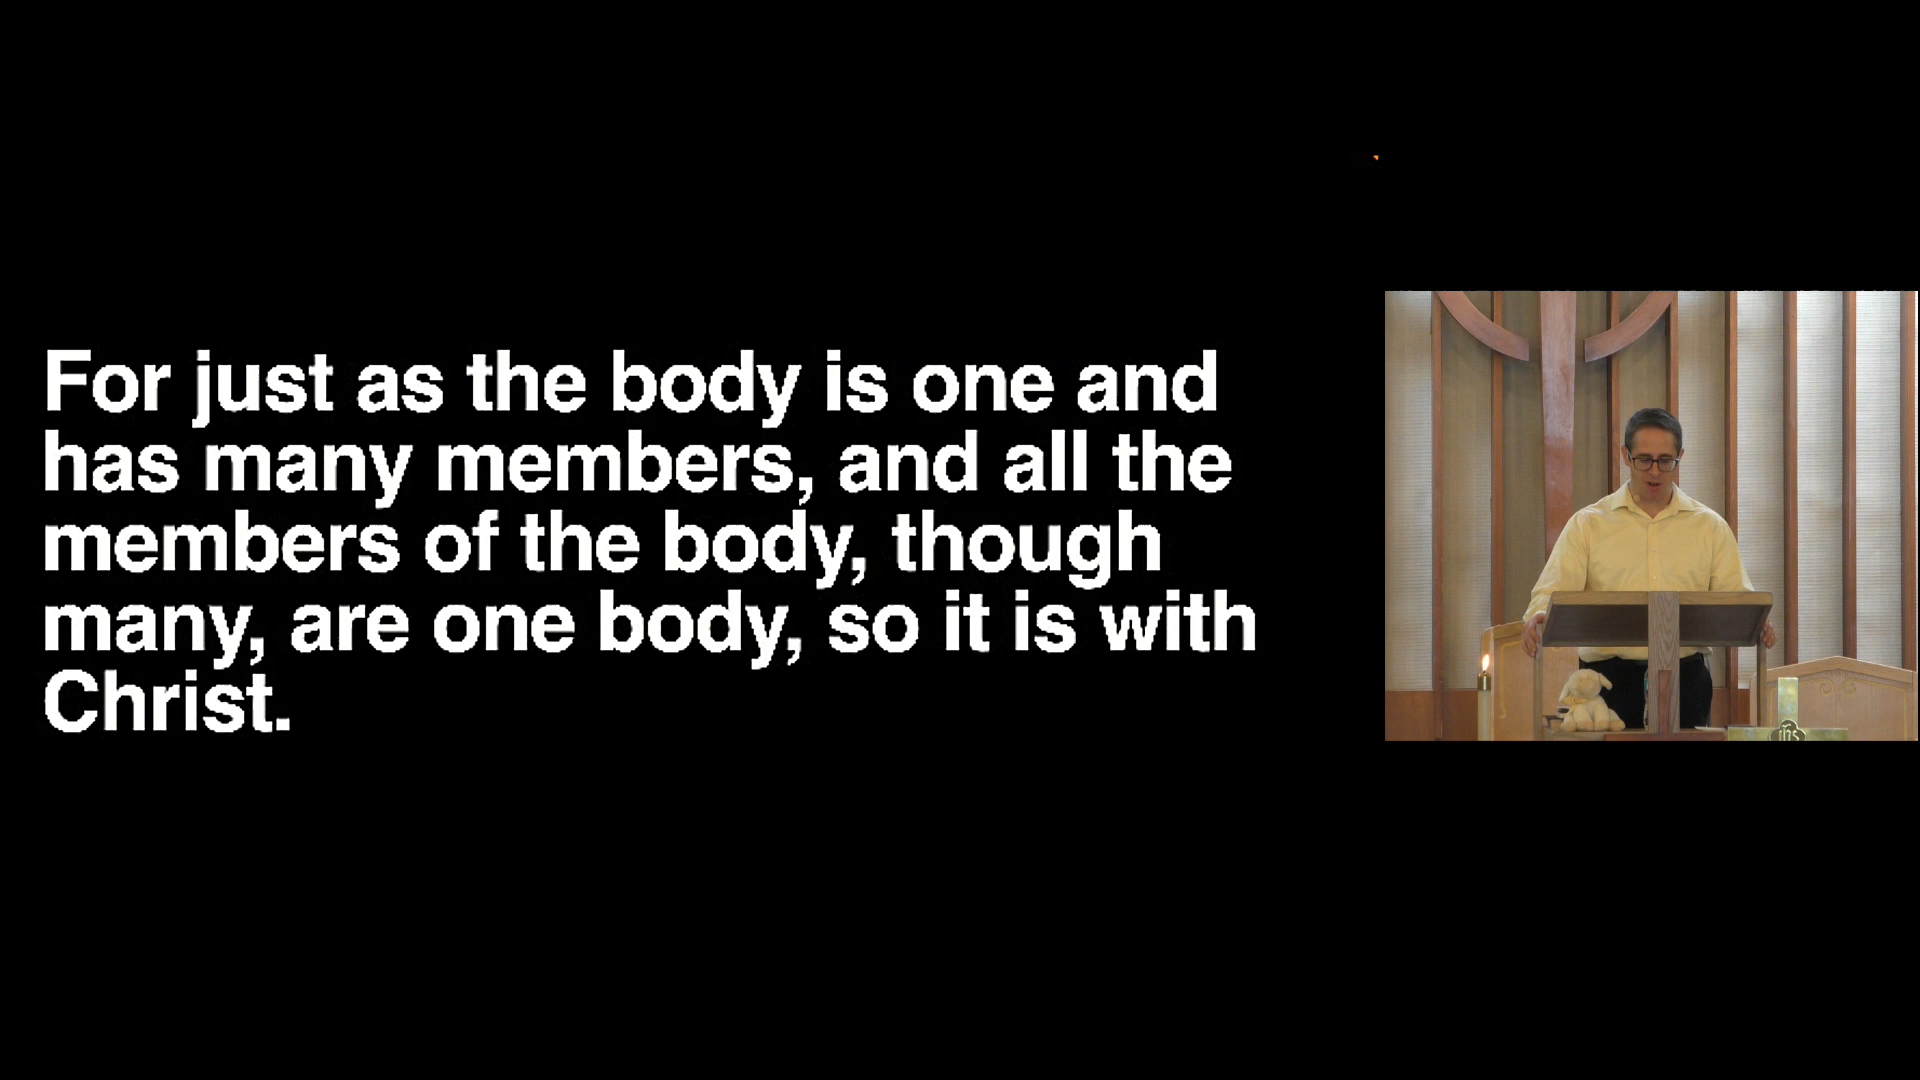 For just as the body is one and
has many members, and all the
members of the body, though
many, are one body, so it is with
Christ.
IHS